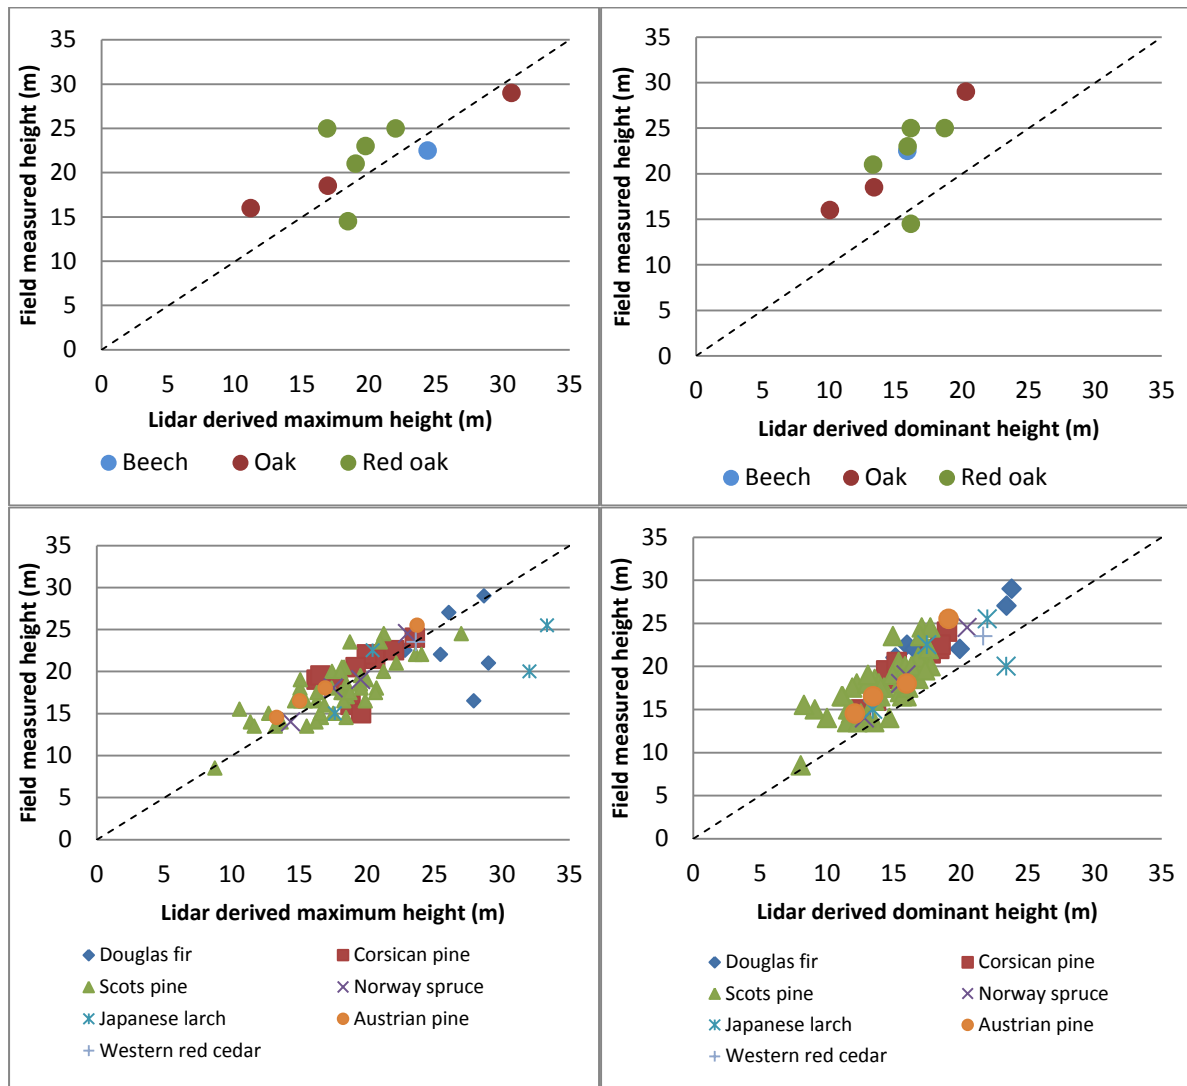 Field measured height (m)
35
30
25
20
15
10
5
0
0 5 10 15 20 25 30 35
Lidar derived maximum height (m)
Beech Oak Red oak
Field measured height (m)
35
30
25
20
15
10
5
0
0 5 10 15 20 25 30 35
Lidar derived dominant height (m)
Beech Oak Red oak
Field measured height (m)
35
30
25
20
15
10
5
0
0 5 10 15 20 25 30 35
Lidar derived maximum height (m)
Douglas fir Corsican pine
Scots pine Norway spruce
Japanese larch Austrian pine
Western red cedar
Field measured height (m)
35
30
25
20
15
10
5
0
0 5 10 15 20 25 30 35
Lidar derived dominant height (m)
Douglas fir Corsican pine
Scots pine Norway spruce
Japanese larch Austrian pine
Western red cedar